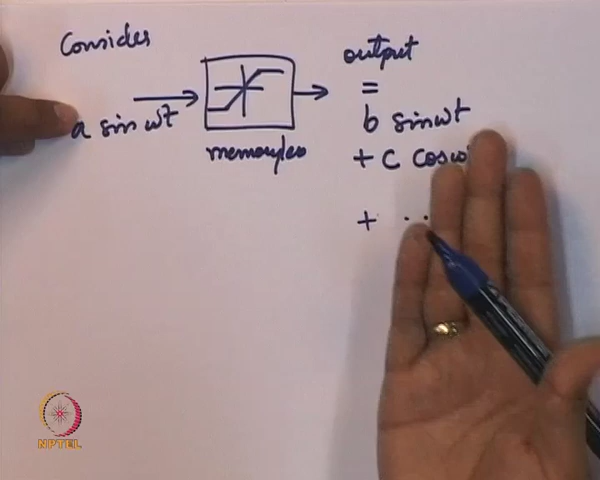 Consider
a sin ωt
memoryless
output
=
b sin ωt
+ c cos ω
+ ..
NPTEL